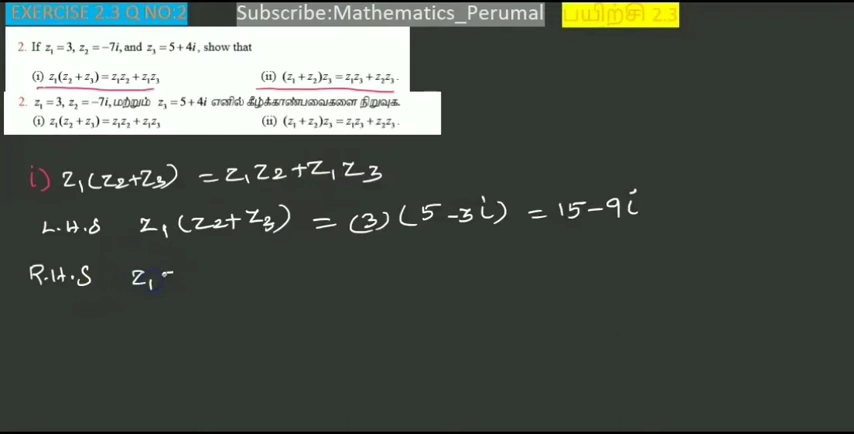 EXERCISE 2.3 Q NO:2 Subscribe:Mathematics_Perumal பயிற்சி 2.3
2. If z₁ = 3, z₂ = −7i, and z₃ = 5 + 4i, show that
(i) z₁(z₂ + z₃) = z₁z₂ + z₁z₃ (ii) (z₁ + z₂)z₃ = z₁z₃ + z₂z₃.
2. z₁ = 3, z₂ = −7i, மற்றும் z₃ = 5 + 4i எனில் கீழ்க்காண்பவைகளை நிறுவுக.
(i) z₁(z₂ + z₃) = z₁z₂ + z₁z₃ (ii) (z₁ + z₂)z₃ = z₁z₃ + z₂z₃.
i) z₁(z2+z3) = z₁z2+z₁z3
L.H.S z₁(z2+z3) = (3)(5−3i) = 15−9i
R.H.S z₁